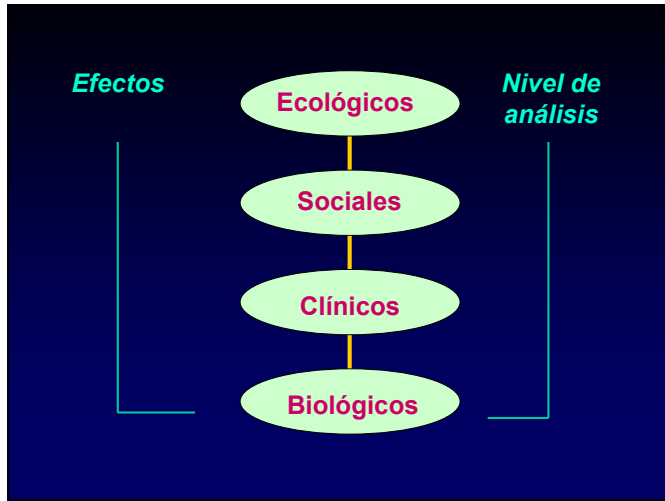 Efectos
Ecológicos
Nivel de
análisis
Sociales
Clínicos
Biológicos